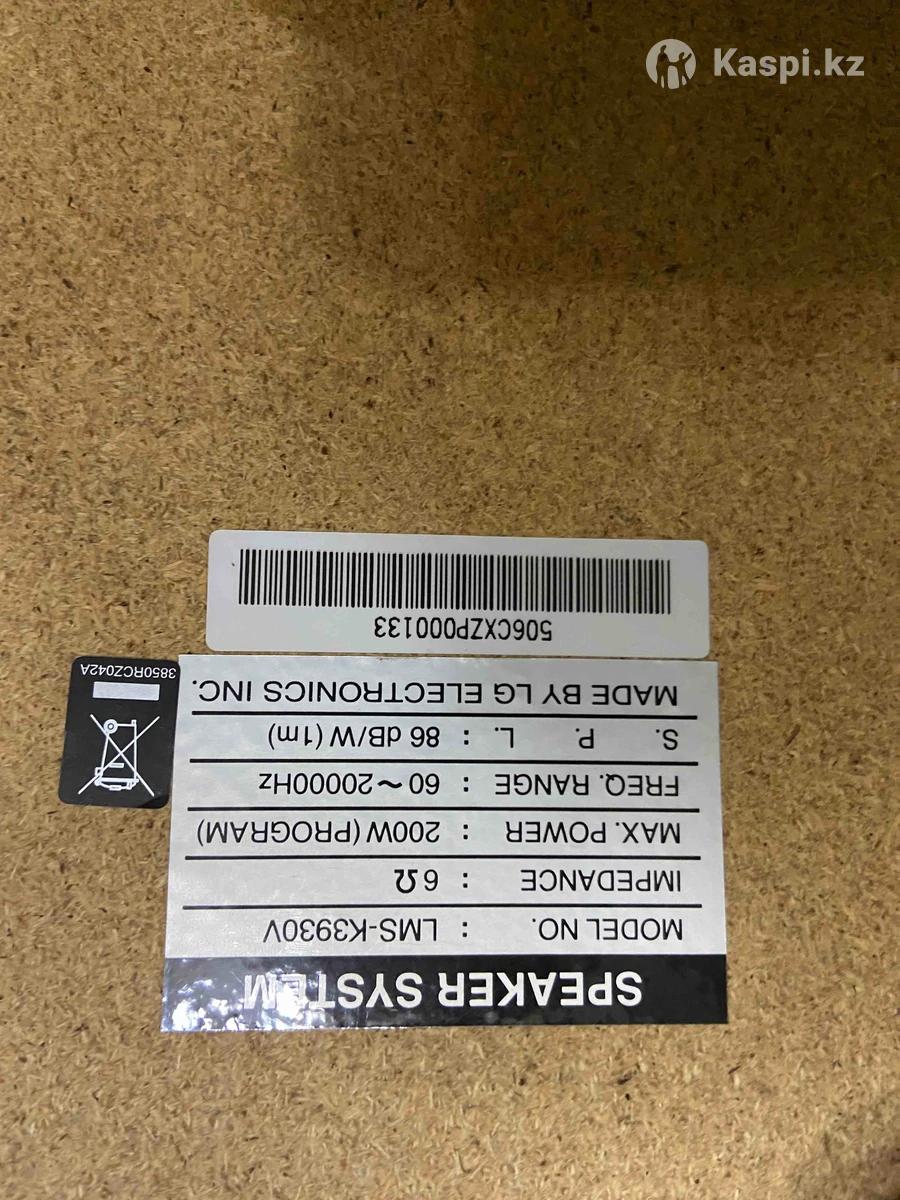 Kaspi.kz
SPEAKER SYSTEM
MODEL NO. : LMS-K3930V
IMPEDANCE : 6Ω
MAX. POWER : 200W (PROGRAM)
FREQ. RANGE : 60~20000Hz
S. P. L. : 86 dB/W (1m)
MADE BY LG ELECTRONICS INC.
3850RCZ042A
506CXZP000133